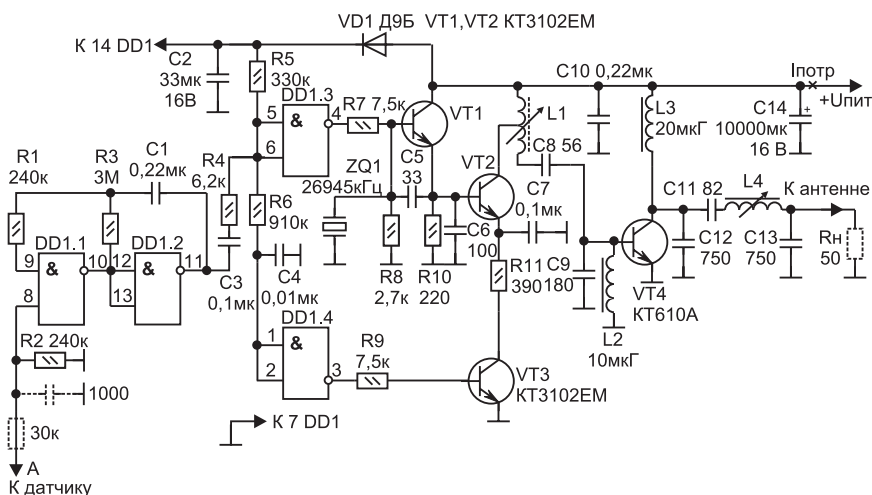 VD1 Д9Б VT1,VT2 КТ3102ЕМ
К 14 DD1
C2
33мк
16В
R5
330к
C10 0,22мк
Iпотр
+Uпит
DD1.3
&
5
6
4
R7 7,5к
VT1
L1
L3
20мкГ
C14
+
10000мк
16 В
R1
240к
R3
3М
C1
0,22мк
R4
6,2к
ZQ1
26945кГц
C5
33
VT2
C8 56
C7
0,1мк
C11 82
L4
К антенне
R6
910к
DD1.1
&
9
8
10
DD1.2
&
12
13
11
C3
0,1мк
C4
0,01мк
R8
2,7к
R10
220
C6
100
R11
390
C9
180
C12
750
C13
750
Rн
50
VT4
КТ610А
L2
10мкГ
R2 240к
1000
30к
А
К датчику
DD1.4
&
1
2
3
R9
7,5к
VT3
КТ3102ЕМ
К 7 DD1